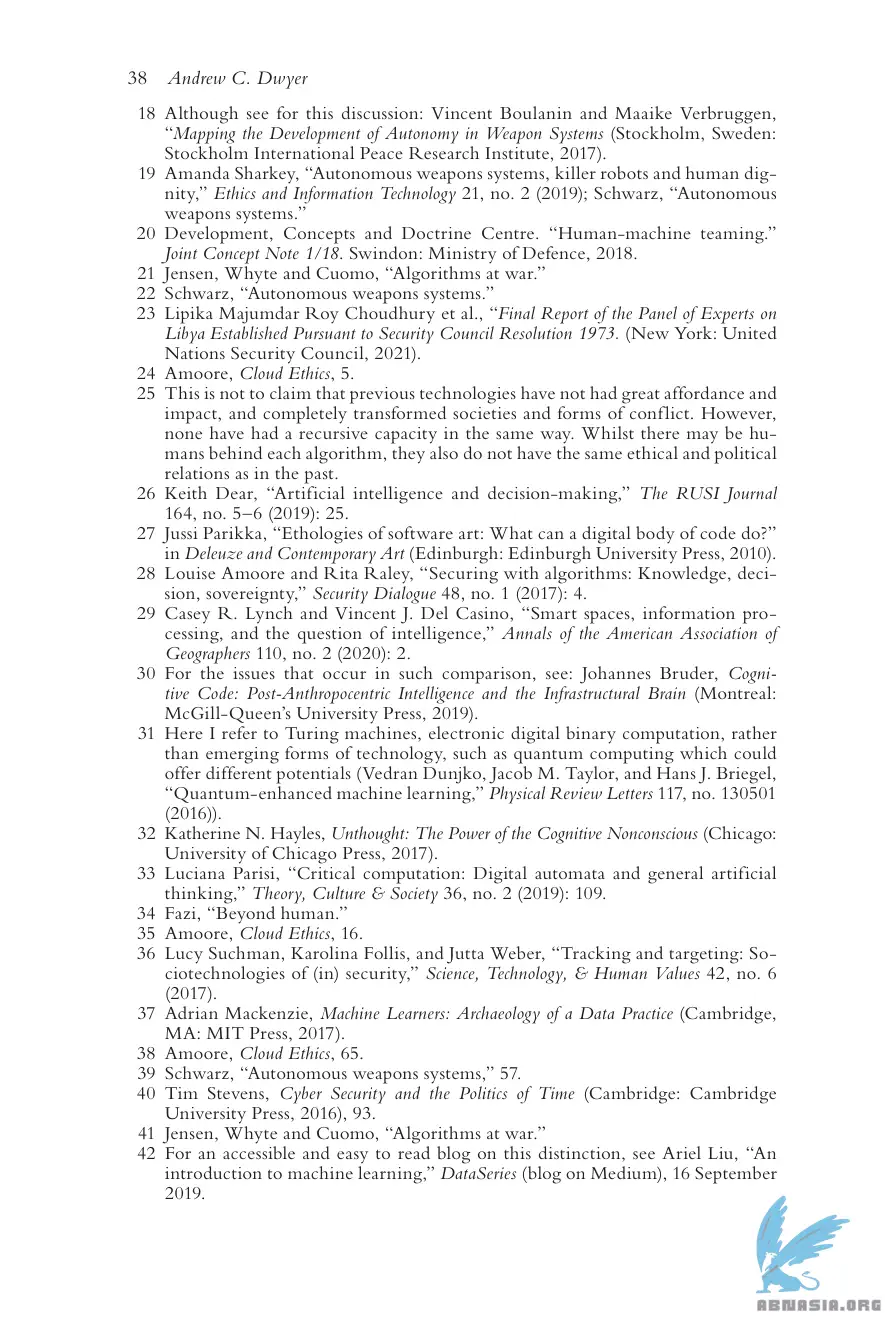 38 Andrew C. Dwyer
18 Although see for this discussion: Vincent Boulanin and Maaike Verbruggen,
“Mapping the Development of Autonomy in Weapon Systems (Stockholm, Sweden:
Stockholm International Peace Research Institute, 2017).
19 Amanda Sharkey, “Autonomous weapons systems, killer robots and human dig-
nity,” Ethics and Information Technology 21, no. 2 (2019); Schwarz, “Autonomous
weapons systems.”
20 Development, Concepts and Doctrine Centre. “Human-machine teaming.”
Joint Concept Note 1/18. Swindon: Ministry of Defence, 2018.
21 Jensen, Whyte and Cuomo, “Algorithms at war.”
22 Schwarz, “Autonomous weapons systems.”
23 Lipika Majumdar Roy Choudhury et al., “Final Report of the Panel of Experts on
Libya Established Pursuant to Security Council Resolution 1973. (New York: United
Nations Security Council, 2021).
24 Amoore, Cloud Ethics, 5.
25 This is not to claim that previous technologies have not had great affordance and
impact, and completely transformed societies and forms of conflict. However,
none have had a recursive capacity in the same way. Whilst there may be hu-
mans behind each algorithm, they also do not have the same ethical and political
relations as in the past.
26 Keith Dear, “Artificial intelligence and decision-making,” The RUSI Journal
164, no. 5–6 (2019): 25.
27 Jussi Parikka, “Ethologies of software art: What can a digital body of code do?”
in Deleuze and Contemporary Art (Edinburgh: Edinburgh University Press, 2010).
28 Louise Amoore and Rita Raley, “Securing with algorithms: Knowledge, deci-
sion, sovereignty,” Security Dialogue 48, no. 1 (2017): 4.
29 Casey R. Lynch and Vincent J. Del Casino, “Smart spaces, information pro-
cessing, and the question of intelligence,” Annals of the American Association of
Geographers 110, no. 2 (2020): 2.
30 For the issues that occur in such comparison, see: Johannes Bruder, Cogni-
tive Code: Post-Anthropocentric Intelligence and the Infrastructural Brain (Montreal:
McGill-Queen’s University Press, 2019).
31 Here I refer to Turing machines, electronic digital binary computation, rather
than emerging forms of technology, such as quantum computing which could
offer different potentials (Vedran Dunjko, Jacob M. Taylor, and Hans J. Briegel,
“Quantum-enhanced machine learning,” Physical Review Letters 117, no. 130501
(2016)).
32 Katherine N. Hayles, Unthought: The Power of the Cognitive Nonconscious (Chicago:
University of Chicago Press, 2017).
33 Luciana Parisi, “Critical computation: Digital automata and general artificial
thinking,” Theory, Culture & Society 36, no. 2 (2019): 109.
34 Fazi, “Beyond human.”
35 Amoore, Cloud Ethics, 16.
36 Lucy Suchman, Karolina Follis, and Jutta Weber, “Tracking and targeting: So-
ciotechnologies of (in) security,” Science, Technology, & Human Values 42, no. 6
(2017).
37 Adrian Mackenzie, Machine Learners: Archaeology of a Data Practice (Cambridge,
MA: MIT Press, 2017).
38 Amoore, Cloud Ethics, 65.
39 Schwarz, “Autonomous weapons systems,” 57.
40 Tim Stevens, Cyber Security and the Politics of Time (Cambridge: Cambridge
University Press, 2016), 93.
41 Jensen, Whyte and Cuomo, “Algorithms at war.”
42 For an accessible and easy to read blog on this distinction, see Ariel Liu, “An
introduction to machine learning,” DataSeries (blog on Medium), 16 September
2019.
ABNASIA.ORG